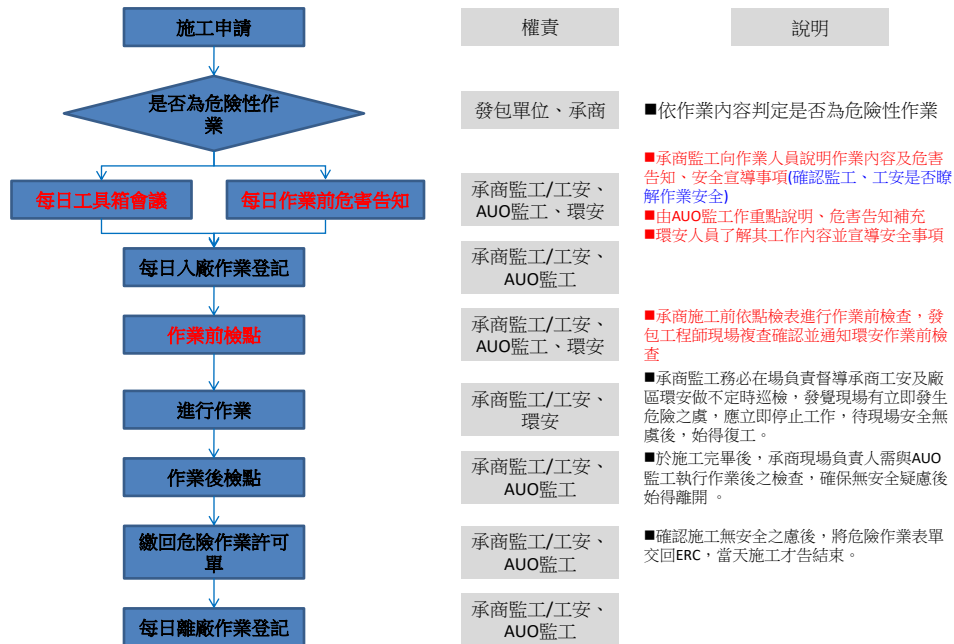 施工申請
權責
說明
是否為危險性作
業
發包單位、承商
■依作業內容判定是否為危險性作業
每日工具箱會議
每日作業前危害告知
承商監工/工安、
AUO監工、環安
■承商監工向作業人員說明作業內容及危害
告知、安全宣導事項(確認監工、工安是否瞭
解作業安全)
■由AUO監工作重點說明、危害告知補充
■環安人員了解其工作內容並宣導安全事項
每日入廠作業登記
承商監工/工安、
AUO監工
作業前檢點
承商監工/工安、
AUO監工、環安
■承商施工前依點檢表進行作業前檢查，發
包工程師現場複查確認並通知環安作業前檢
查
進行作業
承商監工/工安、
環安
■承商監工務必在場負責督導承商工安及廠
區環安做不定時巡檢，發覺現場有立即發生
危險之虞，應立即停止工作，待現場安全無
虞後，始得復工。
作業後檢點
承商監工/工安、
AUO監工
■於施工完畢後，承商現場負責人需與AUO
監工執行作業後之檢查，確保無安全疑慮後
始得離開 。
繳回危險作業許可
單
承商監工/工安、
AUO監工
■確認施工無安全之慮後，將危險作業表單
交回ERC，當天施工才告結束。
每日離廠作業登記
承商監工/工安、
AUO監工